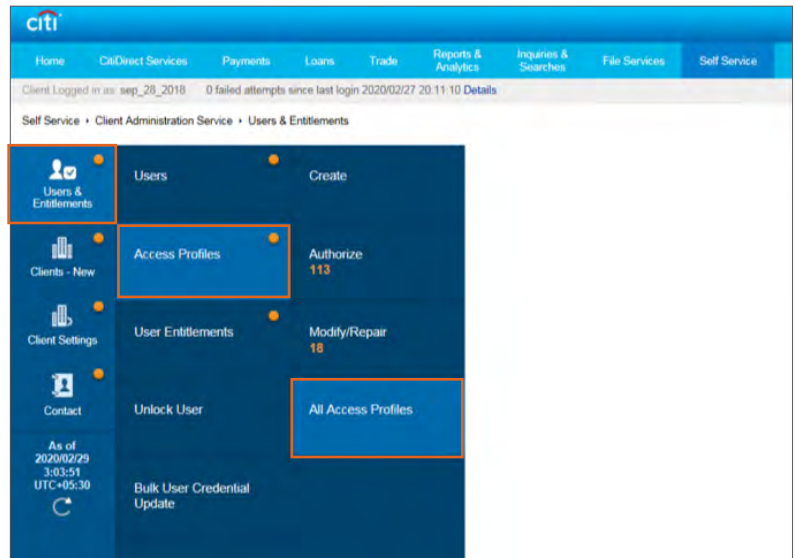 citi
Home CitiDirect Services Payments Loans Trade Reports & Analytics Inquiries & Searches File Services Self Service
Client Logged in as: sep_28_2018 0 failed attempts since last login 2020/02/27 20:11:10 Details
Self Service • Client Administration Service • Users & Entitlements
Users &
Entitlements
Users
Create
Clients - New
Access Profiles
Authorize
113
Client Settings
User Entitlements
Modify/Repair
18
Contact
Unlock User
All Access Profiles
As of
2020/02/29
3:03:51
UTC+05:30
Bulk User Credential
Update